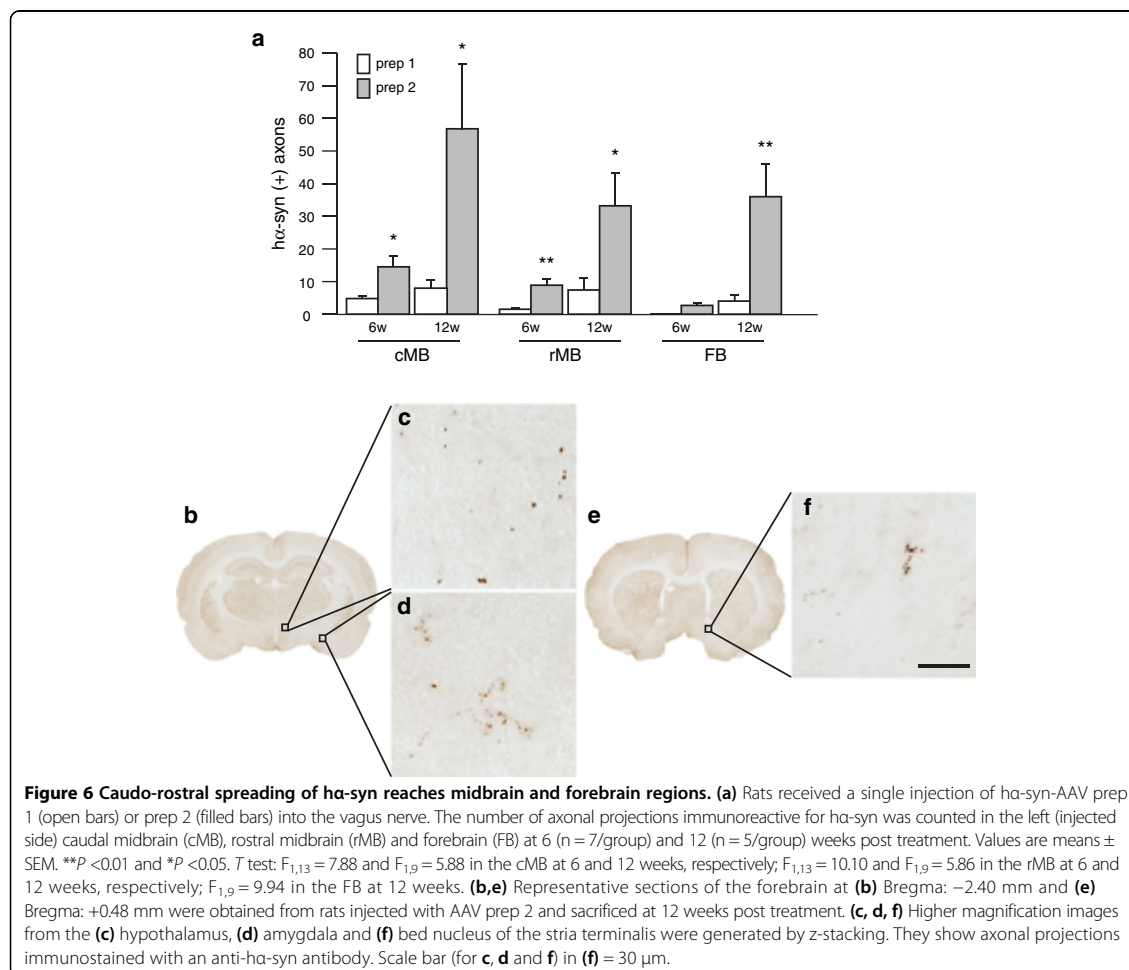 a
80
70
60
50
40
30
20
10
0
hα-syn (+) axons
prep 1
prep 2
*
*
**
*
**
6w 12w 6w 12w 6w 12w
cMB rMB FB
b
c
d
e
f
Figure 6 Caudo-rostral spreading of hα-syn reaches midbrain and forebrain regions. (a) Rats received a single injection of hα-syn-AAV prep
1 (open bars) or prep 2 (filled bars) into the vagus nerve. The number of axonal projections immunoreactive for hα-syn was counted in the left (injected
side) caudal midbrain (cMB), rostral midbrain (rMB) and forebrain (FB) at 6 (n = 7/group) and 12 (n = 5/group) weeks post treatment. Values are means ±
SEM. **P <0.01 and *P <0.05. T test: F1,13 = 7.88 and F1,9 = 5.88 in the cMB at 6 and 12 weeks, respectively; F1,13 = 10.10 and F1,9 = 5.86 in the rMB at 6 and
12 weeks, respectively; F1,9 = 9.94 in the FB at 12 weeks. (b,e) Representative sections of the forebrain at (b) Bregma: −2.40 mm and (e)
Bregma: +0.48 mm were obtained from rats injected with AAV prep 2 and sacrificed at 12 weeks post treatment. (c, d, f) Higher magnification images
from the (c) hypothalamus, (d) amygdala and (f) bed nucleus of the stria terminalis were generated by z-stacking. They show axonal projections
immunostained with an anti-hα-syn antibody. Scale bar (for c, d and f) in (f) = 30 μm.